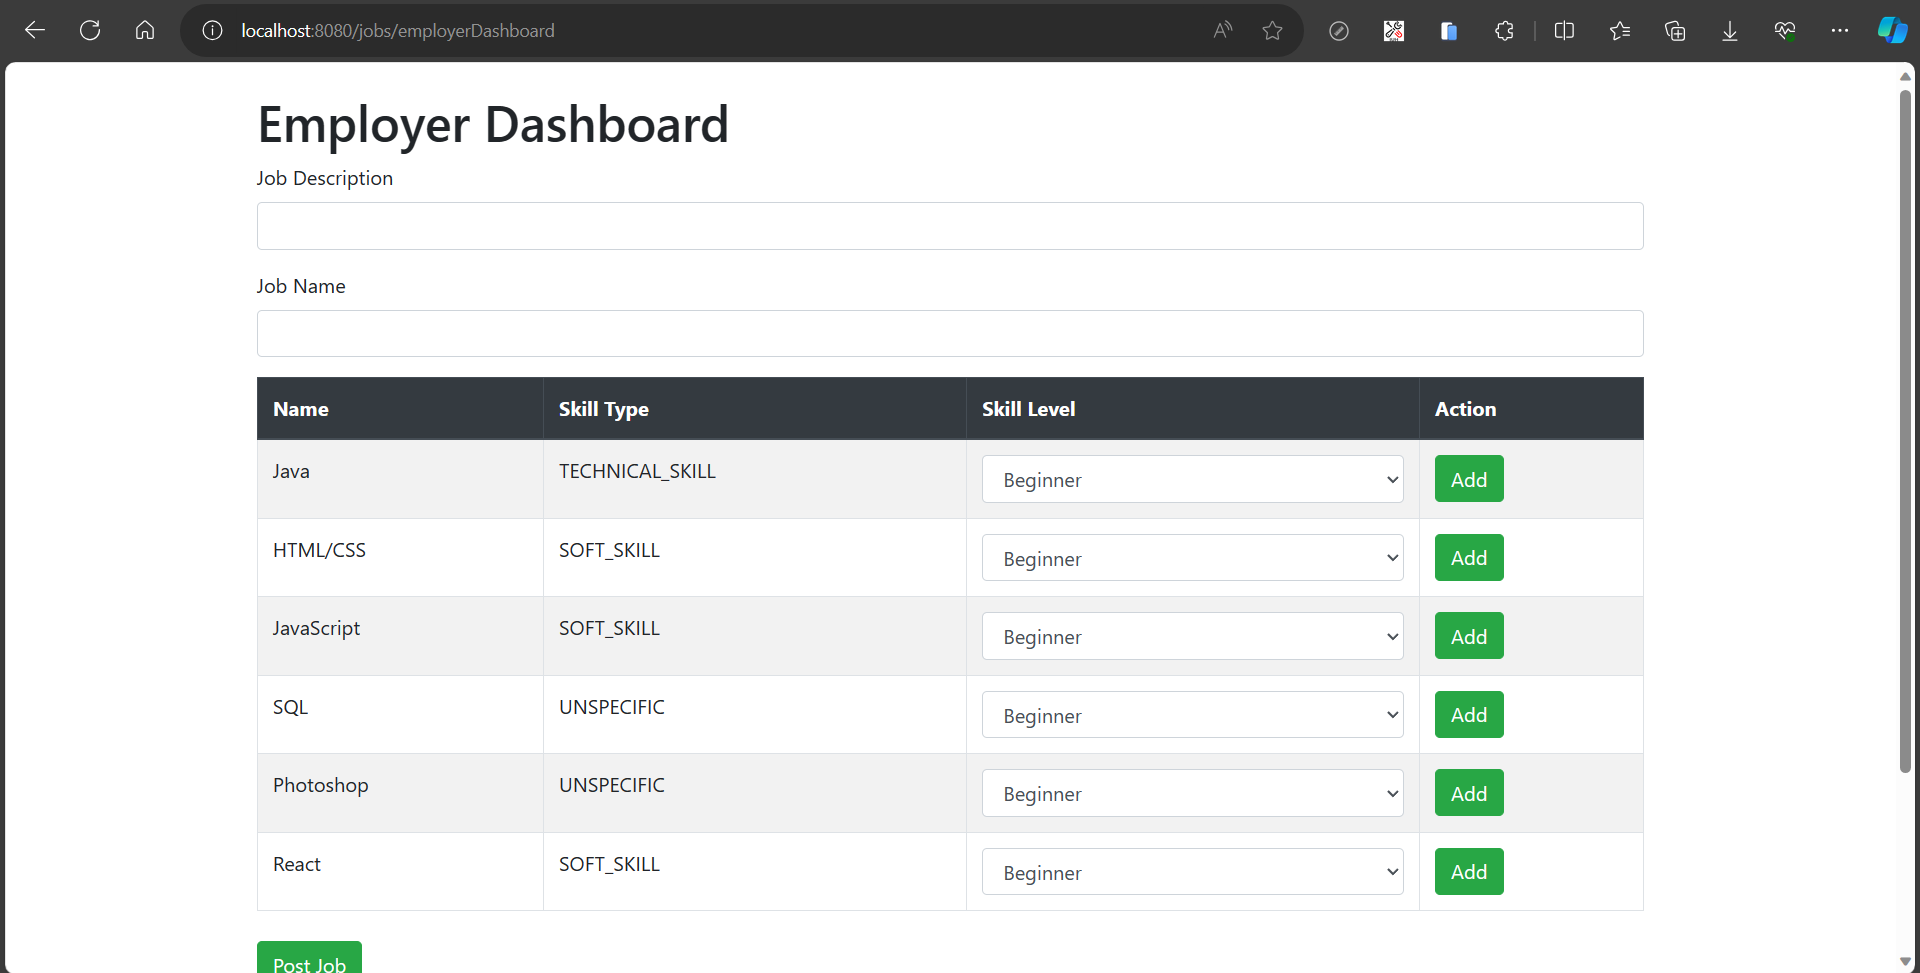 localhost:8080/jobs/employerDashboard
Employer Dashboard
Job Description
Job Name
Name Skill Type Skill Level Action
Java TECHNICAL_SKILL Beginner Add
HTML/CSS SOFT_SKILL Beginner Add
JavaScript SOFT_SKILL Beginner Add
SQL UNSPECIFIC Beginner Add
Photoshop UNSPECIFIC Beginner Add
React SOFT_SKILL Beginner Add
Post Job